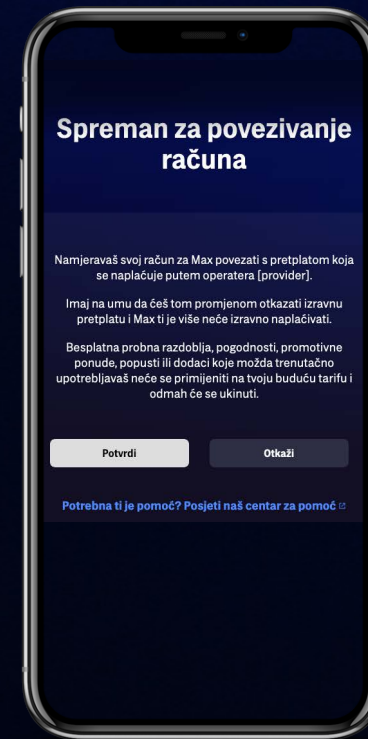 Spreman za povezivanje
računa
Namjeravaš svoj račun za Max povezati s pretplatom koja
se naplaćuje putem operatera [provider].
Imaj na umu da ćeš tom promjenom otkazati izravnu
pretplatu i Max ti je više neće izravno naplaćivati.
Besplatna probna razdoblja, pogodnosti, promotivne
ponude, popusti ili dodaci koje možda trenutačno
upotrebljavaš neće se primijeniti na tvoju buduću tarifu i
odmah će se ukinuti.
Potvrdi
Otkaži
Potrebna ti je pomoć? Posjeti naš centar za pomoć